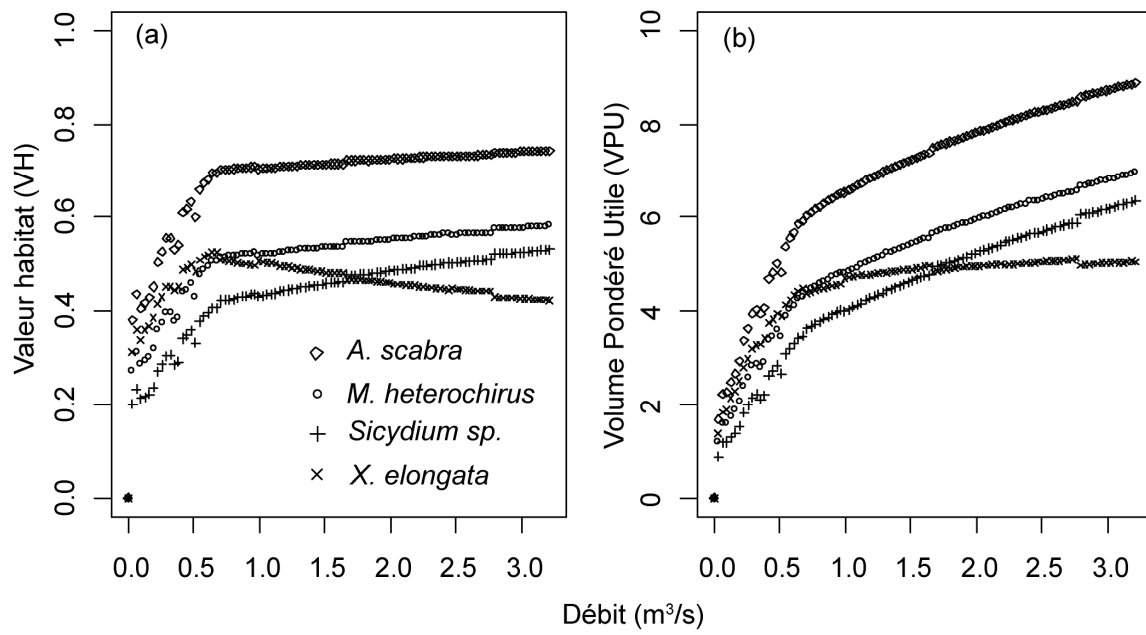 (a)
Valeur habitat (VH)
1.0
0.8
0.6
0.4
0.2
0.0
A. scabra
M. heterochirus
Sicydium sp.
X. elongata
0.0 0.5 1.0 1.5 2.0 2.5 3.0
(b)
Volume Pondéré Utile (VPU)
10
8
6
4
2
0
0.0 0.5 1.0 1.5 2.0 2.5 3.0
Débit (m³/s)